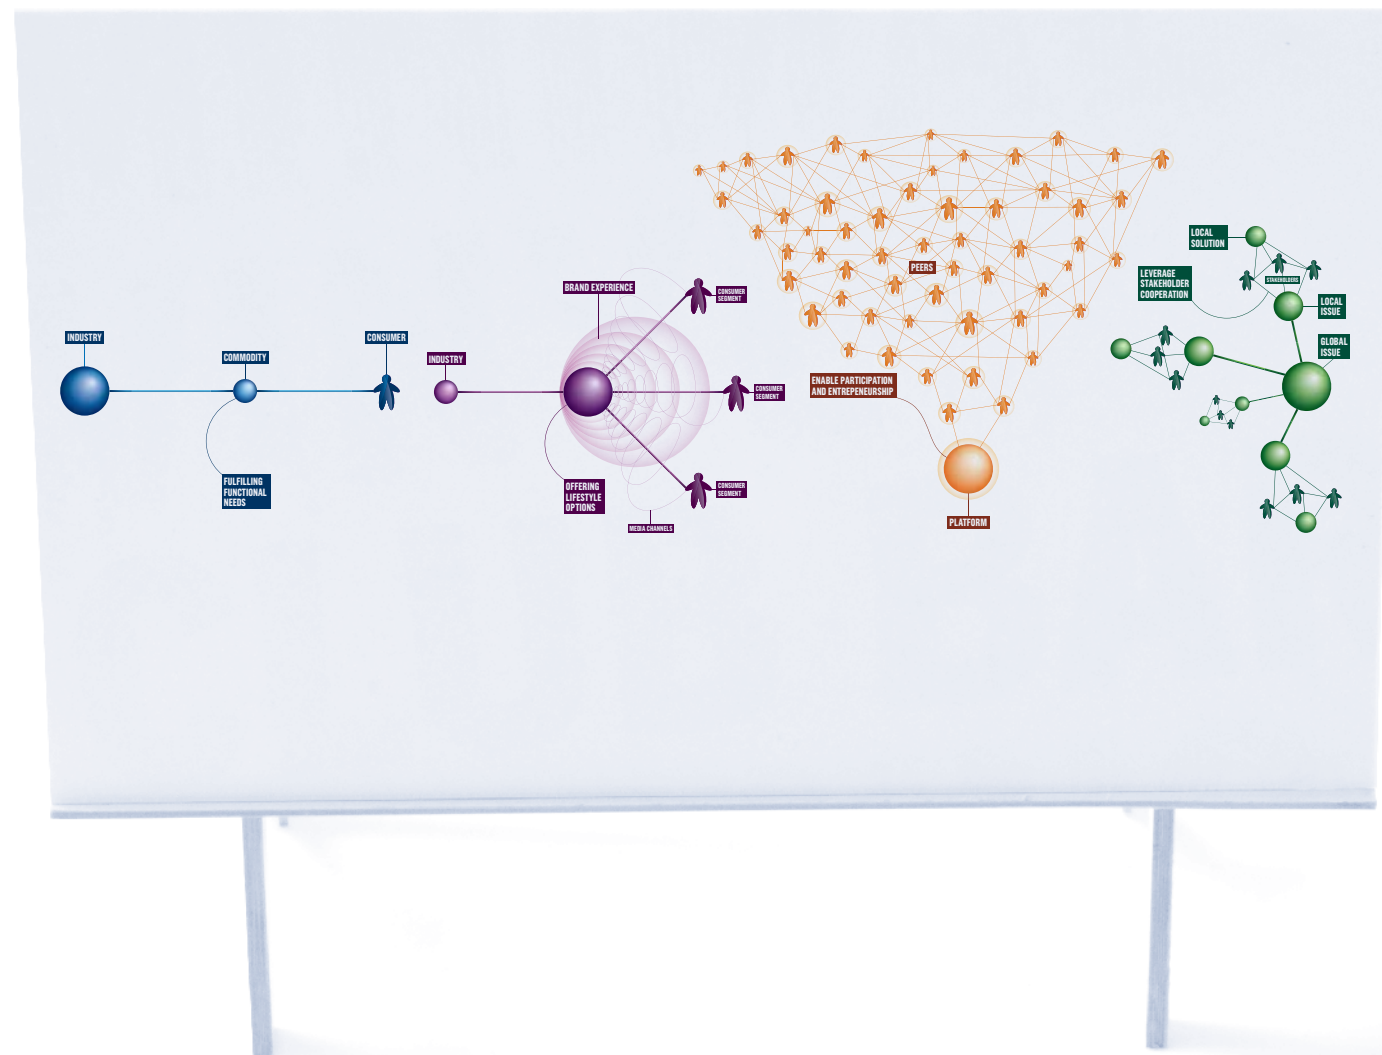 INDUSTRY
COMMODITY
CONSUMER
FULFILLING
FUNCTIONAL
NEEDS
INDUSTRY
BRAND EXPERIENCE
CONSUMER
SEGMENT
CONSUMER
SEGMENT
CONSUMER
SEGMENT
OFFERING
LIFESTYLE
OPTIONS
MEDIA CHANNELS
PEERS
ENABLE PARTICIPATION
AND ENTREPENEURSHIP
PLATFORM
LOCAL
SOLUTION
LEVERAGE
STAKEHOLDER
COOPERATION
STAKEHOLDERS
LOCAL
ISSUE
GLOBAL
ISSUE